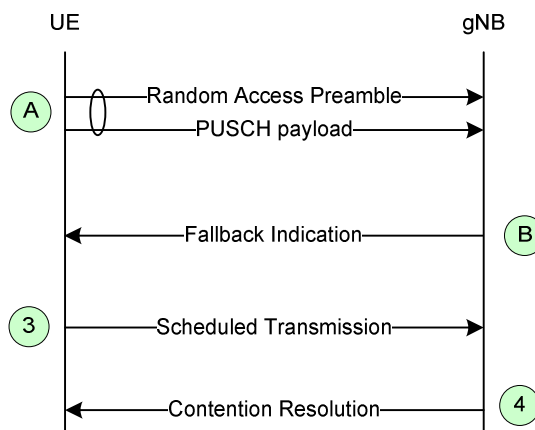 UE
gNB
A
Random Access Preamble
PUSCH payload
Fallback Indication
B
3
Scheduled Transmission
Contention Resolution
4